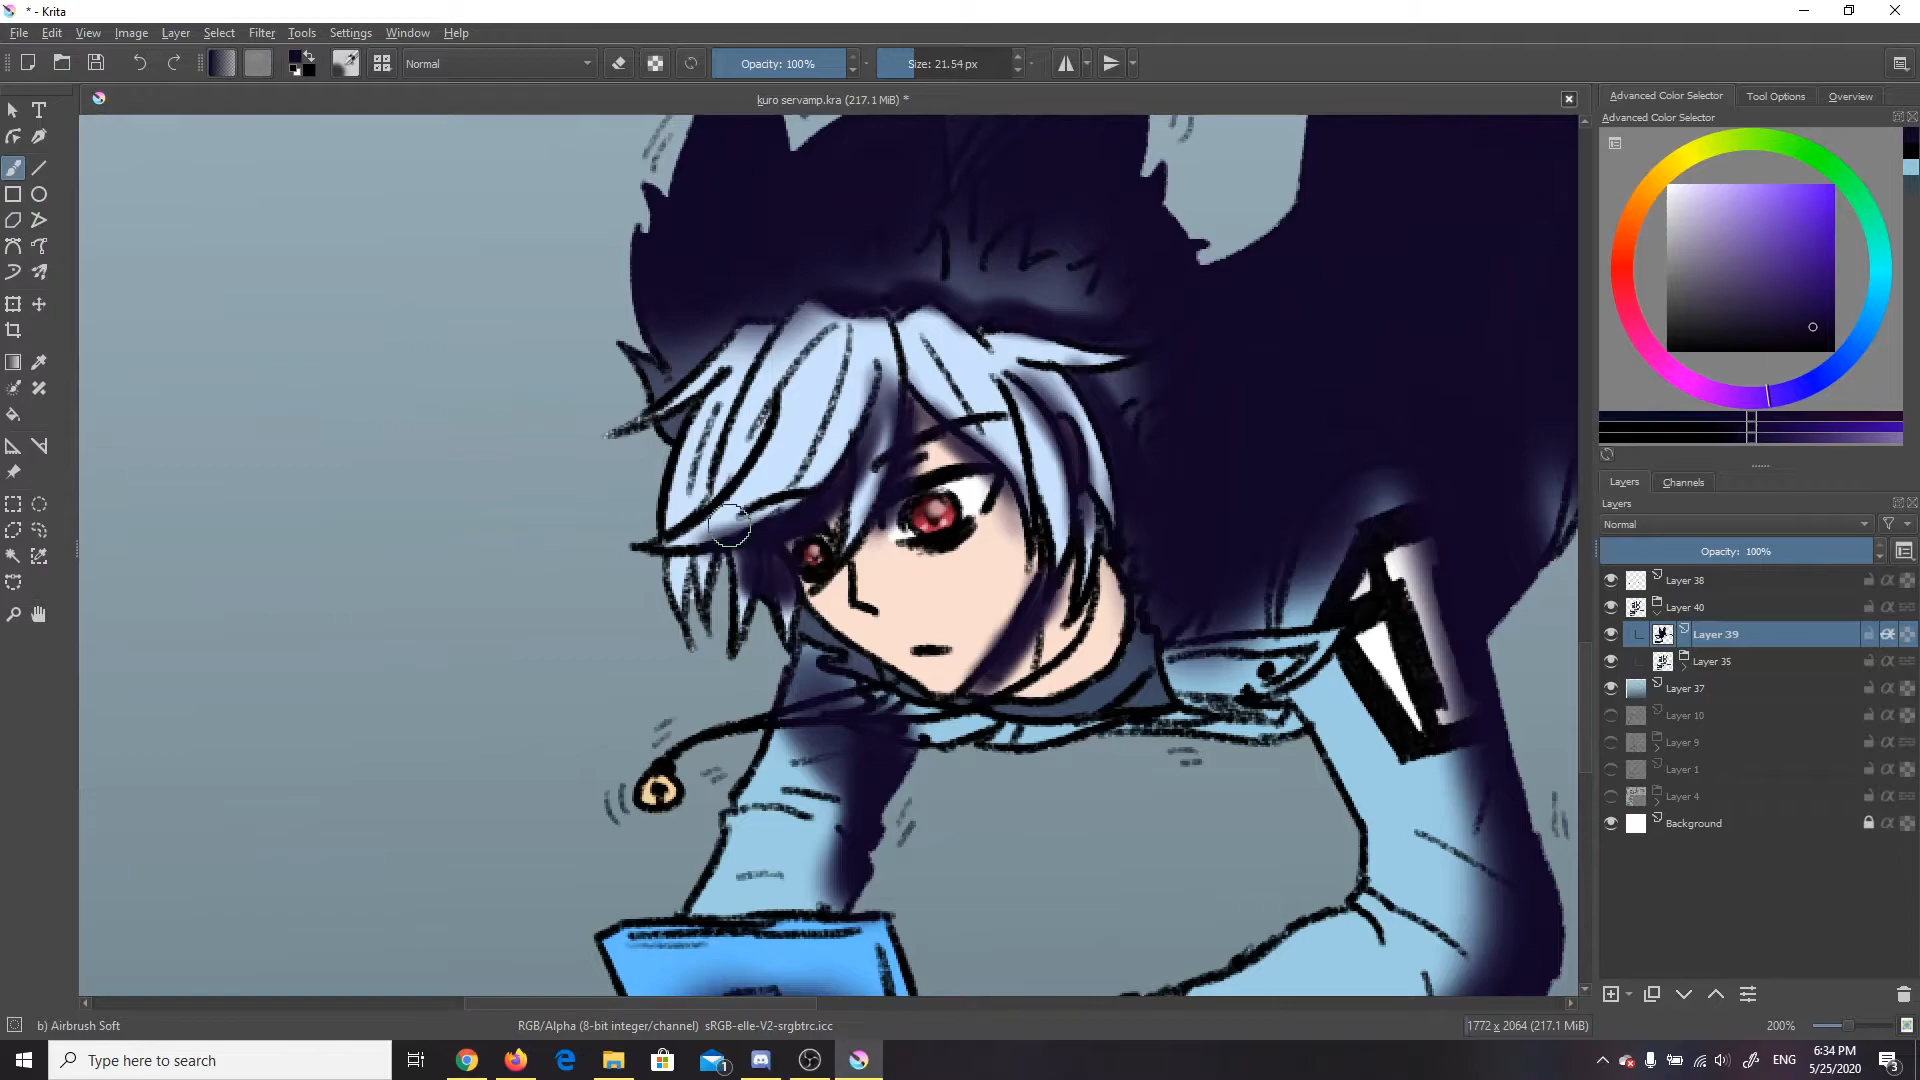 * - Krita
File Edit View Image Layer Select Filter Tools Settings Window Help
Normal
Opacity: 100%
Size: 21.54 px
kuro servamp.kra (217.1 MiB) *
Advanced Color Selector
Tool Options
Overview
Advanced Color Selector
Layers
Channels
Layers
Normal
Opacity: 100%
Layer 38
Layer 40
Layer 39
Layer 35
Layer 37
Layer 10
Layer 9
Layer 1
Layer 4
Background
b) Airbrush Soft
RGB/Alpha (8-bit integer/channel) sRGB-elle-V2-srgbtrc.icc
1772 x 2064 (217.1 MiB)
200%
Type here to search
1
ENG
6:34 PM
5/25/2020
3